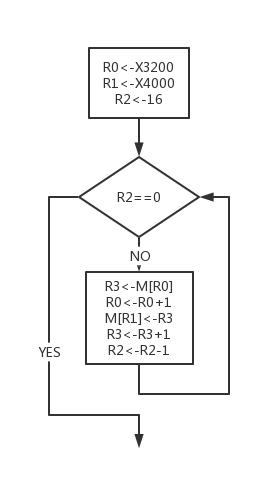 R0<-X3200
R1<-X4000
R2<-16
R2==0
NO
R3<-M[R0]
R0<-R0+1
M[R1]<-R3
R3<-R3+1
R2<-R2-1
YES